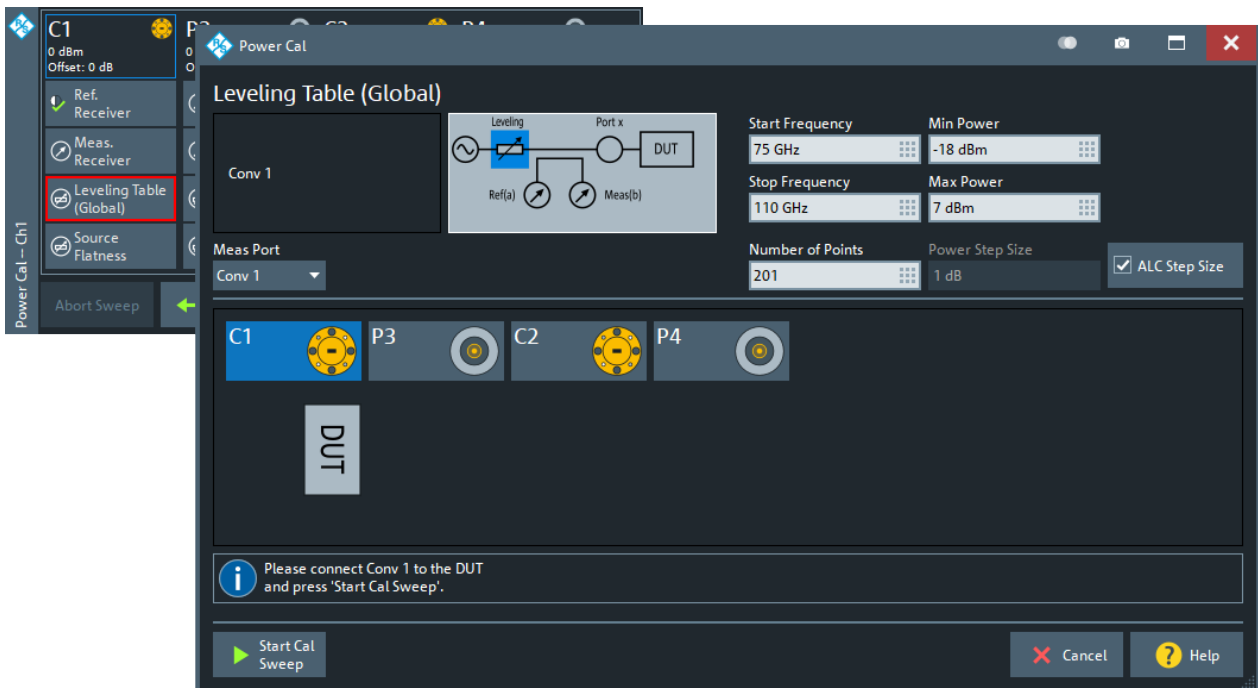 C1
0 dBm
Offset: 0 dB
Ref.
Receiver
Meas.
Receiver
Leveling Table
(Global)
Source
Flatness
Power Cal – Ch1
Abort Sweep
Power Cal
Leveling Table (Global)
Conv 1
Leveling
Port x
DUT
Ref(a)
Meas(b)
Start Frequency
Min Power
75 GHz
-18 dBm
Stop Frequency
Max Power
110 GHz
7 dBm
Meas Port
Number of Points
Power Step Size
Conv 1
201
1 dB
ALC Step Size
C1
P3
C2
P4
DUT
Please connect Conv 1 to the DUT
and press 'Start Cal Sweep'.
Start Cal
Sweep
Cancel
Help